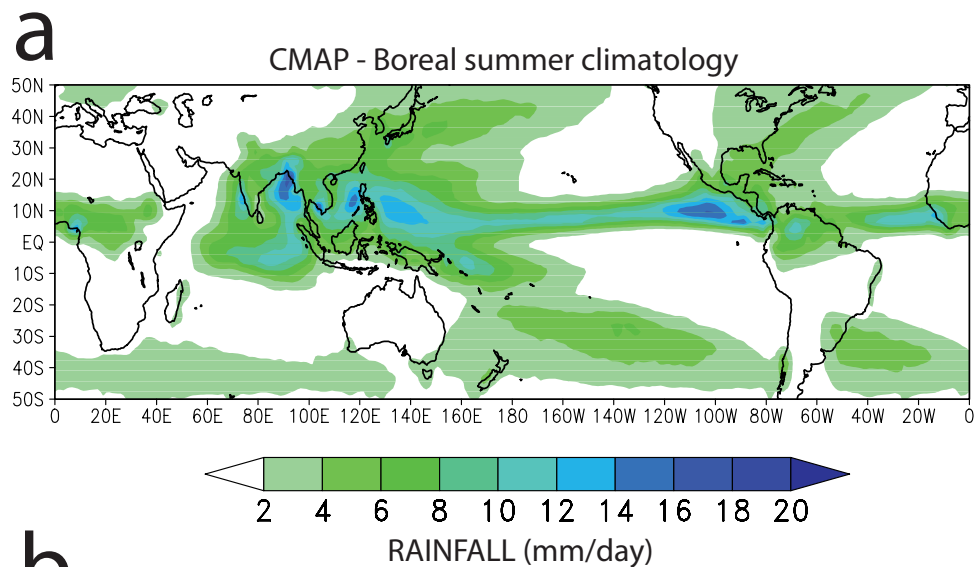 a
CMAP - Boreal summer climatology
50N
40N
30N
20N
10N
EQ
10S
20S
30S
40S
50S
0 20E 40E 60E 80E 100E 120E 140E 160E 180 160W 140W 120W 100W 80W 60W 40W 20W 0
2 4 6 8 10 12 14 16 18 20
RAINFALL (mm/day)
b